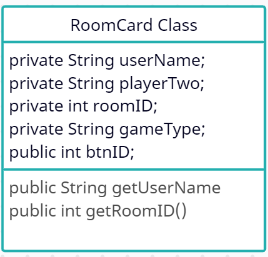 RoomCard Class
private String userName;
private String playerTwo;
private int roomID;
private String gameType;
public int btnID;
public String getUserName
public int getRoomID()